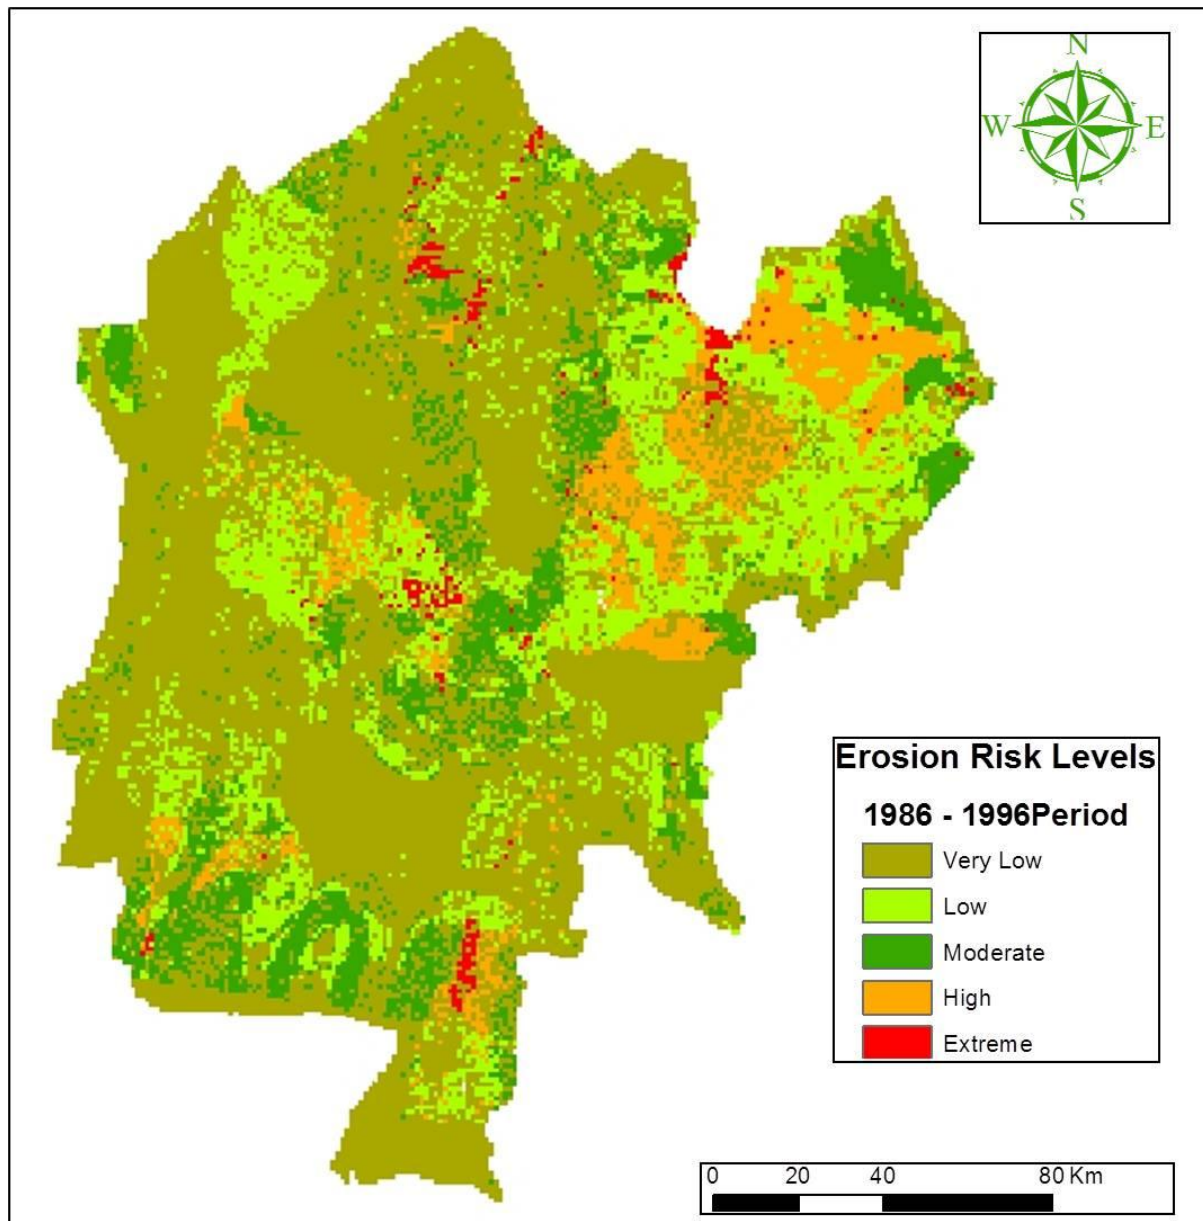 N
W E
S
Erosion Risk Levels
1986 - 1996Period
Very Low
Low
Moderate
High
Extreme
0 20 40 80 Km